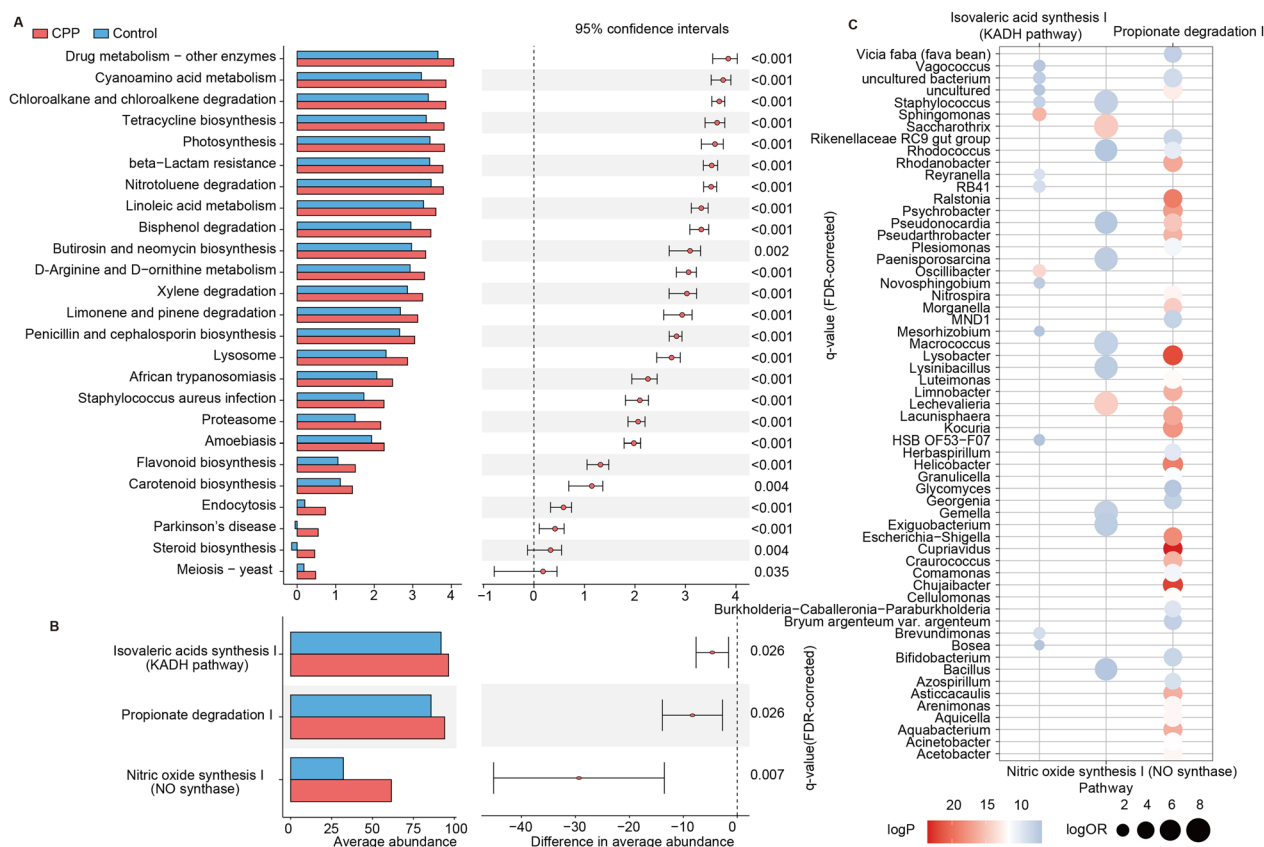 A
CPP
Control
95% confidence intervals
Drug metabolism − other enzymes
<0.001
Cyanoamino acid metabolism
<0.001
Chloroalkane and chloroalkene degradation
<0.001
Tetracycline biosynthesis
<0.001
Photosynthesis
<0.001
beta−Lactam resistance
<0.001
Nitrotoluene degradation
<0.001
Linoleic acid metabolism
<0.001
Bisphenol degradation
<0.001
Butirosin and neomycin biosynthesis
0.002
D-Arginine and D−ornithine metabolism
<0.001
Xylene degradation
<0.001
Limonene and pinene degradation
<0.001
Penicillin and cephalosporin biosynthesis
<0.001
Lysosome
<0.001
African trypanosomiasis
<0.001
Staphylococcus aureus infection
<0.001
Proteasome
<0.001
Amoebiasis
<0.001
Flavonoid biosynthesis
<0.001
Carotenoid biosynthesis
0.004
Endocytosis
<0.001
Parkinson's disease
<0.001
Steroid biosynthesis
0.004
Meiosis − yeast
0.035
0 1 2 3 4
−1 0 1 2 3 4
q-value (FDR-corrected)
B
Isovaleric acids synthesis I
(KADH pathway)
0.026
Propionate degradation I
0.026
Nitric oxide synthesis I
(NO synthase)
0.007
0 25 50 75 100
Average abundance
−40 −20 0
Difference in average abundance
q-value(FDR-corrected)
C
Isovaleric acid synthesis I
(KADH pathway)
Propionate degradation I
Vicia faba (fava bean)
Vagococcus
uncultured bacterium
uncultured
Staphylococcus
Sphingomonas
Saccharothrix
Rikenellaceae RC9 gut group
Rhodococcus
Rhodanobacter
Reyranella
RB41
Ralstonia
Psychrobacter
Pseudonocardia
Pseudarthrobacter
Plesiomonas
Paenisporosarcina
Oscillibacter
Novosphingobium
Nitrospira
Morganella
MND1
Mesorhizobium
Macrococcus
Lysobacter
Lysinibacillus
Luteimonas
Limnobacter
Lechevalieria
Lacunisphaera
Kocuria
HSB OF53−F07
Herbaspirillum
Helicobacter
Granulicella
Glycomyces
Georgenia
Gemella
Exiguobacterium
Escherichia−Shigella
Cupriavidus
Craurococcus
Comamonas
Chujaibacter
Cellulomonas
Burkholderia−Caballeronia−Paraburkholderia
Bryum argenteum var. argenteum
Brevundimonas
Bosea
Bifidobacterium
Bacillus
Azospirillum
Asticcacaulis
Arenimonas
Aquicella
Aquabacterium
Acinetobacter
Acetobacter
Nitric oxide synthesis I (NO synthase)
Pathway
20 15 10
logP
2 4 6 8
logOR